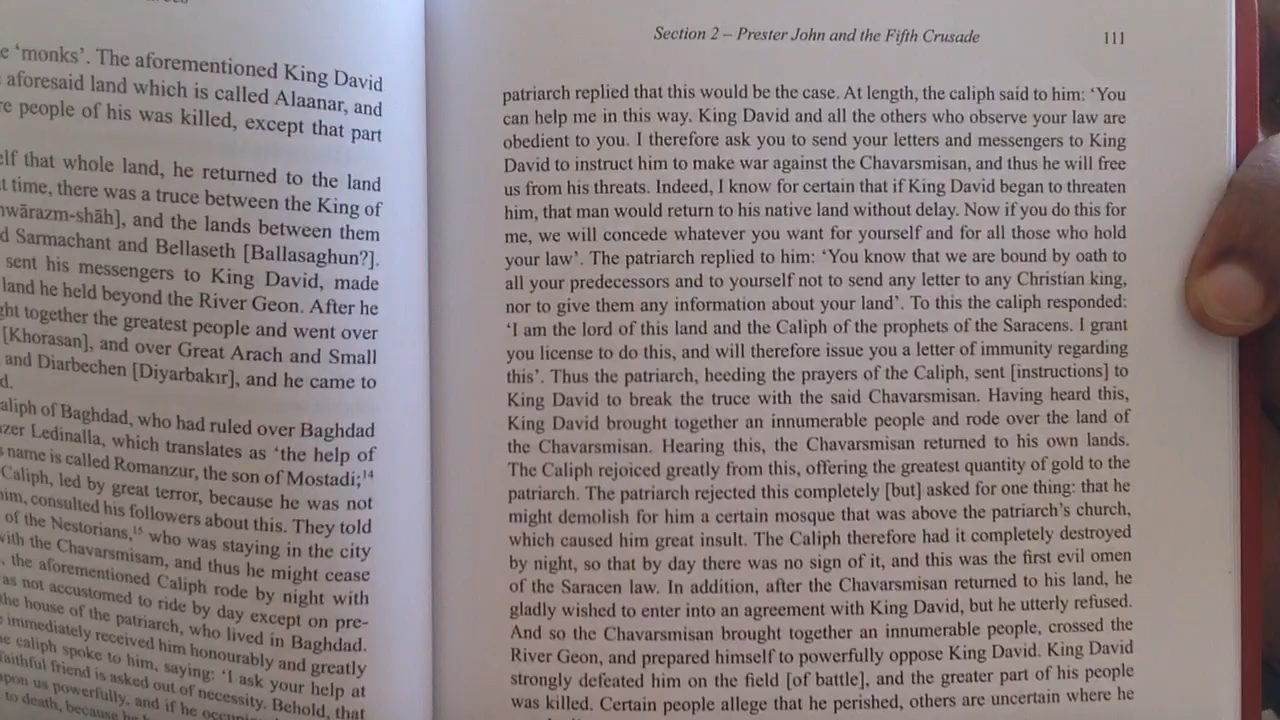 e 'monks'. The aforementioned King David
aforesaid land which is called Alaanar, and
re people of his was killed, except that part
elf that whole land, he returned to the land
t time, there was a truce between the King of
hwārazm-shāh], and the lands between them
d Sarmachant and Bellaseth [Ballasaghun?].
sent his messengers to King David, made
land he held beyond the River Geon. After he
ght together the greatest people and went over
[Khorasan], and over Great Arach and Small
and Diarbechen [Diyarbakır], and he came to
d.
aliph of Baghdad, who had ruled over Baghdad
zer Ledinalla, which translates as 'the help of
s name is called Romanzur, the son of Mostadi;¹⁴
Caliph, led by great terror, because he was not
him, consulted his followers about this. They told
of the Nestorians,¹⁵ who was staying in the city
with the Chavarsmisam, and thus he might cease
, the aforementioned Caliph rode by night with
as not accustomed to ride by day except on pre-
the house of the patriarch, who lived in Baghdad.
immediately received him honourably and greatly
e caliph spoke to him, saying: 'I ask your help at
faithful friend is asked out of necessity. Behold, that
upon us powerfully, and if he
to death, because he
Section 2 – Prester John and the Fifth Crusade
111
patriarch replied that this would be the case. At length, the caliph said to him: 'You
can help me in this way. King David and all the others who observe your law are
obedient to you. I therefore ask you to send your letters and messengers to King
David to instruct him to make war against the Chavarsmisan, and thus he will free
us from his threats. Indeed, I know for certain that if King David began to threaten
him, that man would return to his native land without delay. Now if you do this for
me, we will concede whatever you want for yourself and for all those who hold
your law'. The patriarch replied to him: 'You know that we are bound by oath to
all your predecessors and to yourself not to send any letter to any Christian king,
nor to give them any information about your land'. To this the caliph responded:
'I am the lord of this land and the Caliph of the prophets of the Saracens. I grant
you license to do this, and will therefore issue you a letter of immunity regarding
this'. Thus the patriarch, heeding the prayers of the Caliph, sent [instructions] to
King David to break the truce with the said Chavarsmisan. Having heard this,
King David brought together an innumerable people and rode over the land of
the Chavarsmisan. Hearing this, the Chavarsmisan returned to his own lands.
The Caliph rejoiced greatly from this, offering the greatest quantity of gold to the
patriarch. The patriarch rejected this completely [but] asked for one thing: that he
might demolish for him a certain mosque that was above the patriarch's church,
which caused him great insult. The Caliph therefore had it completely destroyed
by night, so that by day there was no sign of it, and this was the first evil omen
of the Saracen law. In addition, after the Chavarsmisan returned to his land, he
gladly wished to enter into an agreement with King David, but he utterly refused.
And so the Chavarsmisan brought together an innumerable people, crossed the
River Geon, and prepared himself to powerfully oppose King David. King David
strongly defeated him on the field [of battle], and the greater part of his people
was killed. Certain people allege that he perished, others are uncertain where he